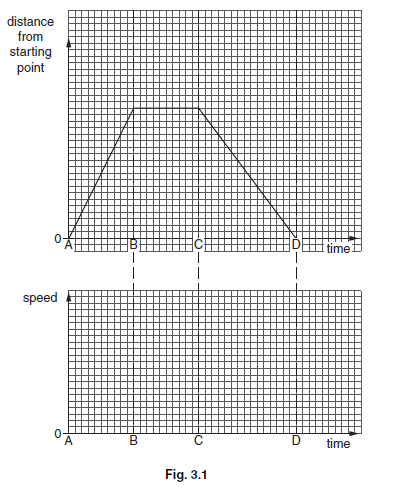 distance
from
starting
point
0
A B C D time
speed
0
A B C D time
Fig. 3.1